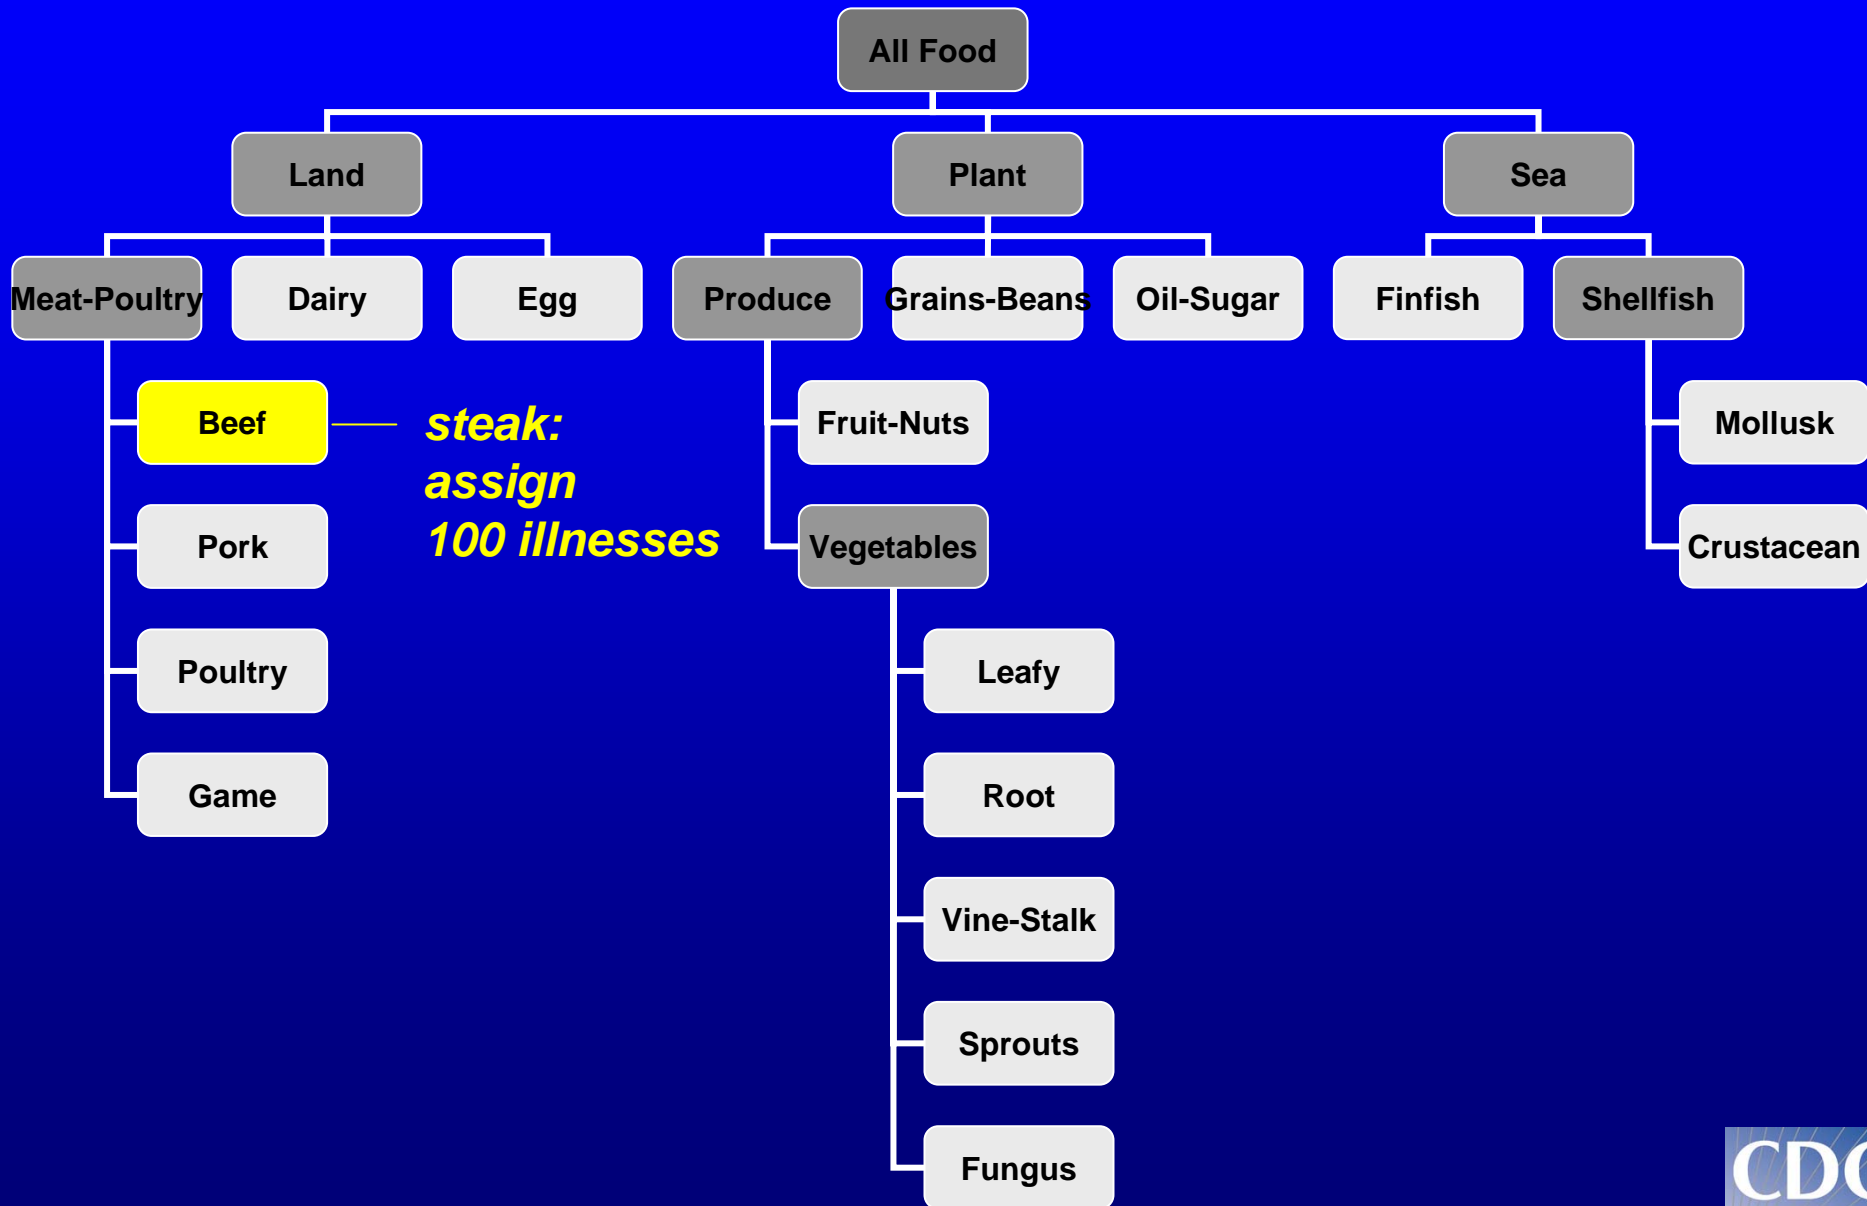 All Food
Land
Plant
Sea
Meat-Poultry
Dairy
Egg
Produce
Grains-Beans
Oil-Sugar
Finfish
Shellfish
Beef
steak:
assign
100 illnesses
Fruit-Nuts
Mollusk
Pork
Vegetables
Crustacean
Poultry
Leafy
Game
Root
Vine-Stalk
Sprouts
Fungus
CDC